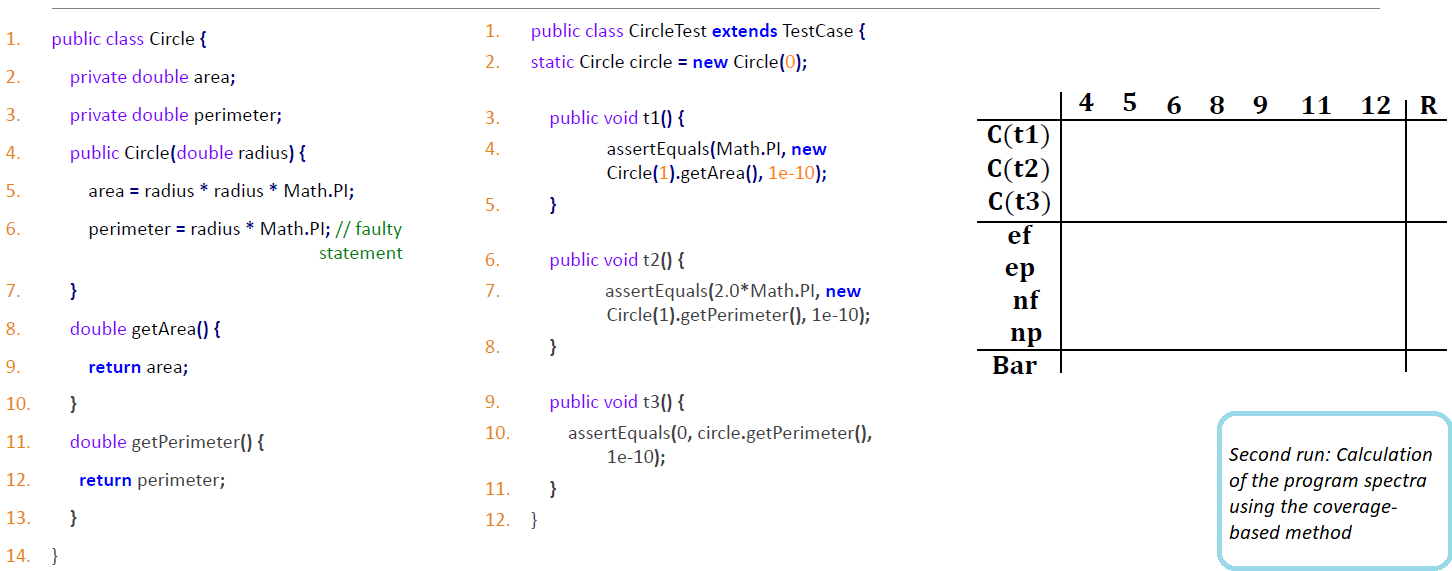 1. public class Circle {
2. private double area;
3. private double perimeter;
4. public Circle(double radius) {
5. area = radius * radius * Math.PI;
6. perimeter = radius * Math.PI; // faulty
statement
7. }
8. double getArea() {
9. return area;
10. }
11. double getPerimeter() {
12. return perimeter;
13. }
14. }
1. public class CircleTest extends TestCase {
2. static Circle circle = new Circle(0);
3. public void t1() {
4. assertEquals(Math.PI, new
Circle(1).getArea(), 1e-10);
5. }
6. public void t2() {
7. assertEquals(2.0*Math.PI, new
Circle(1).getPerimeter(), 1e-10);
8. }
9. public void t3() {
10. assertEquals(0, circle.getPerimeter(),
1e-10);
11. }
12. }
4 5 6 8 9 11 12 R
C(t1)
C(t2)
C(t3)
ef
ep
nf
np
Bar
Second run: Calculation
of the program spectra
using the coverage-
based method